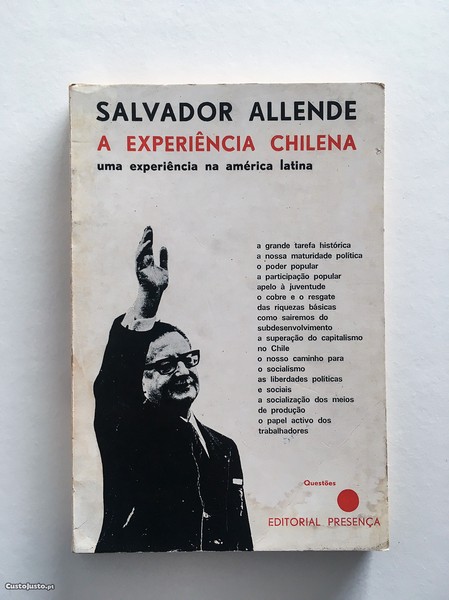 SALVADOR ALLENDE
A EXPERIÊNCIA CHILENA
uma experiência na américa latina
a grande tarefa histórica
a nossa maturidade política
o poder popular
a participação popular
apelo à juventude
o cobre e o resgate
das riquezas básicas
como sairemos do
subdesenvolvimento
a superação do capitalismo
no Chile
o nosso caminho para
o socialismo
as liberdades políticas
e sociais
a socialização dos meios
de produção
o papel activo dos
trabalhadores
Questões
EDITORIAL PRESENÇA
CustoJusto.pt